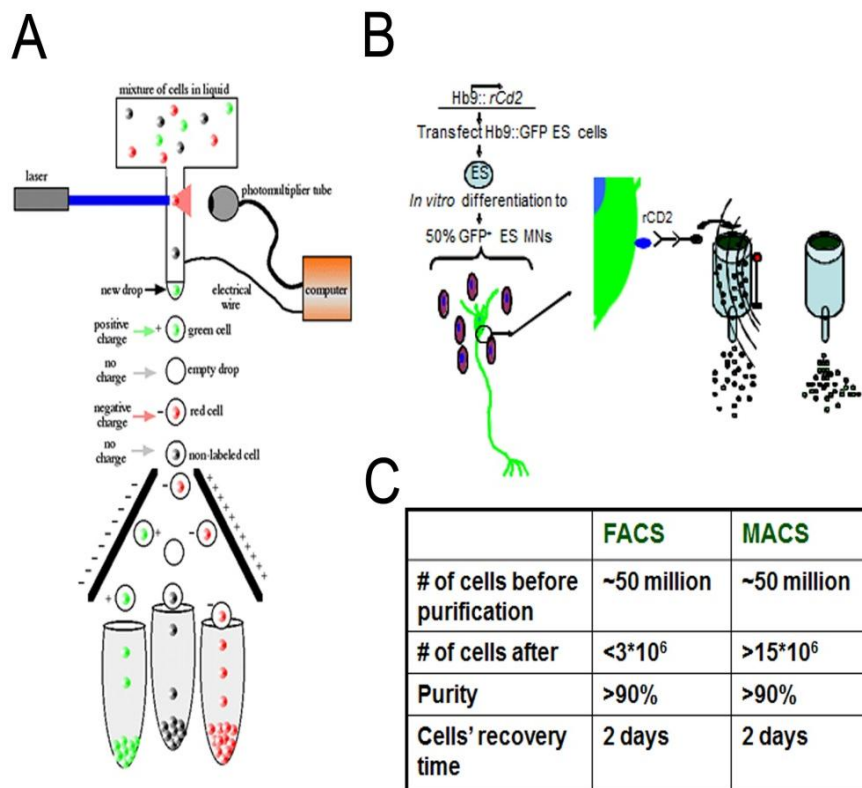 A
mixture of cells in liquid
laser
photomultiplier tube
new drop
electrical
wire
computer
positive
charge
+
green cell
no
charge
empty drop
negative
charge
-
red cell
no
charge
non-labeled cell
B
Hb9:: rCd2
Transfect Hb9::GFP ES cells
ES
In vitro differentiation to
50% GFP+ ES MNs
rCD2
C
FACS MACS
# of cells before
purification
~50 million ~50 million
# of cells after <3*10⁶ >15*10⁶
Purity >90% >90%
Cells' recovery
time
2 days 2 days